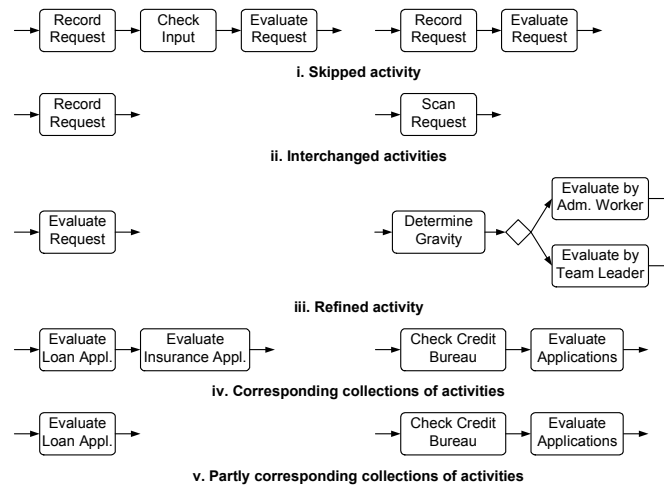 Record Request
Check Input
Evaluate Request
Record Request
Evaluate Request
i. Skipped activity
Record Request
Scan Request
ii. Interchanged activities
Evaluate Request
Determine Gravity
Evaluate by Adm. Worker
Evaluate by Team Leader
iii. Refined activity
Evaluate Loan Appl.
Evaluate Insurance Appl.
Check Credit Bureau
Evaluate Applications
iv. Corresponding collections of activities
Evaluate Loan Appl.
Check Credit Bureau
Evaluate Applications
v. Partly corresponding collections of activities